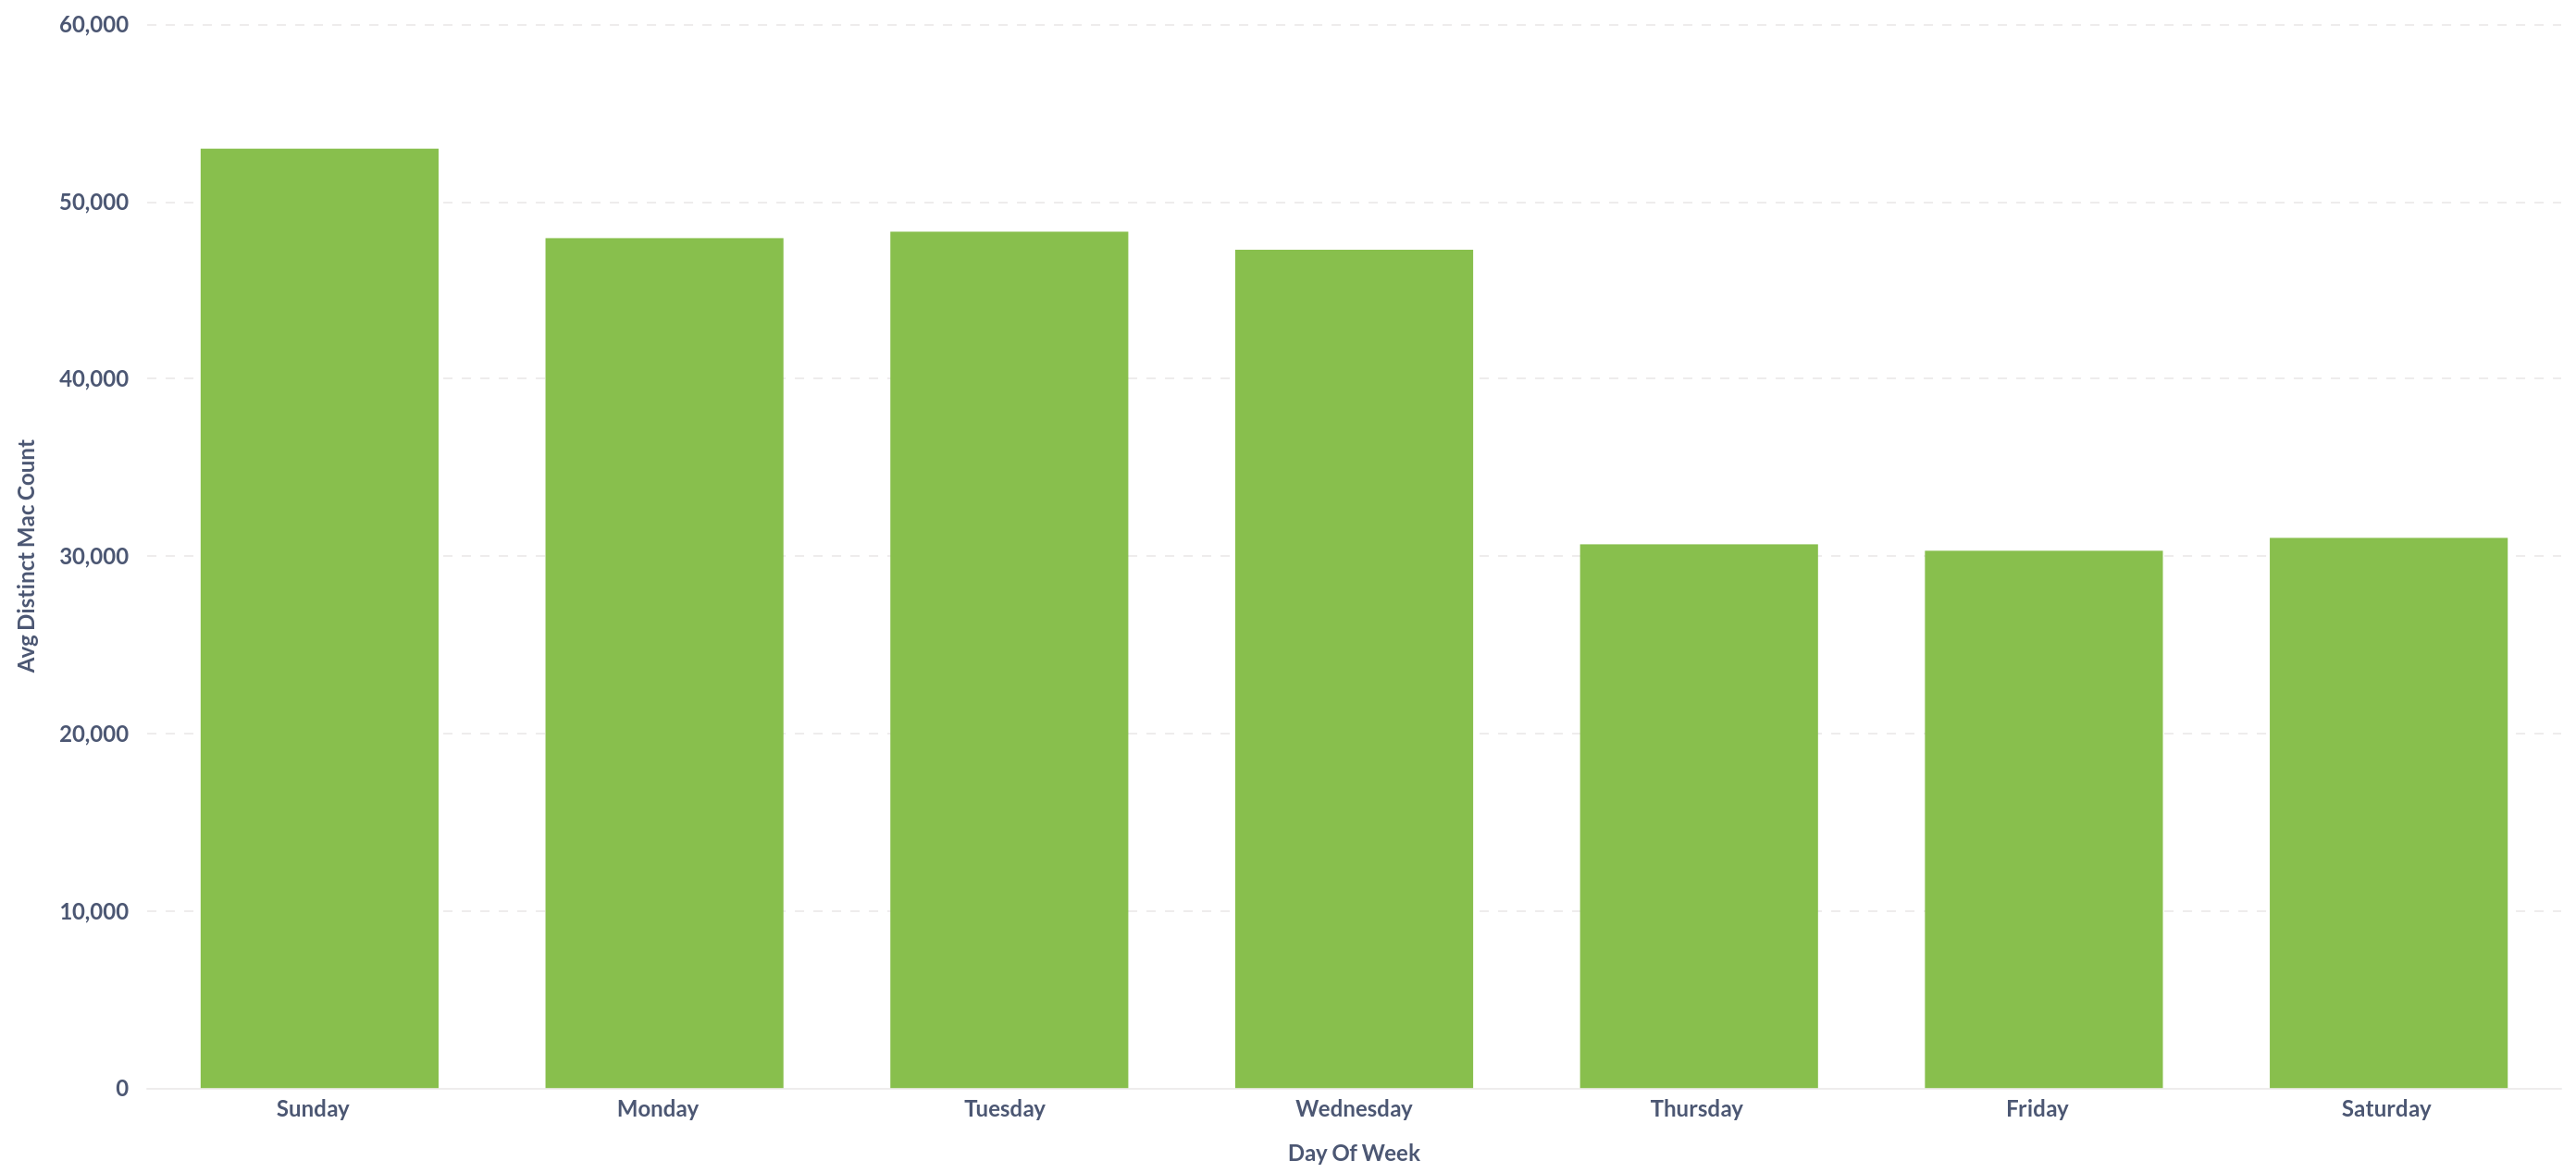 60,000
50,000
40,000
30,000
20,000
10,000
0
Avg Distinct Mac Count
Sunday Monday Tuesday Wednesday Thursday Friday Saturday
Day Of Week